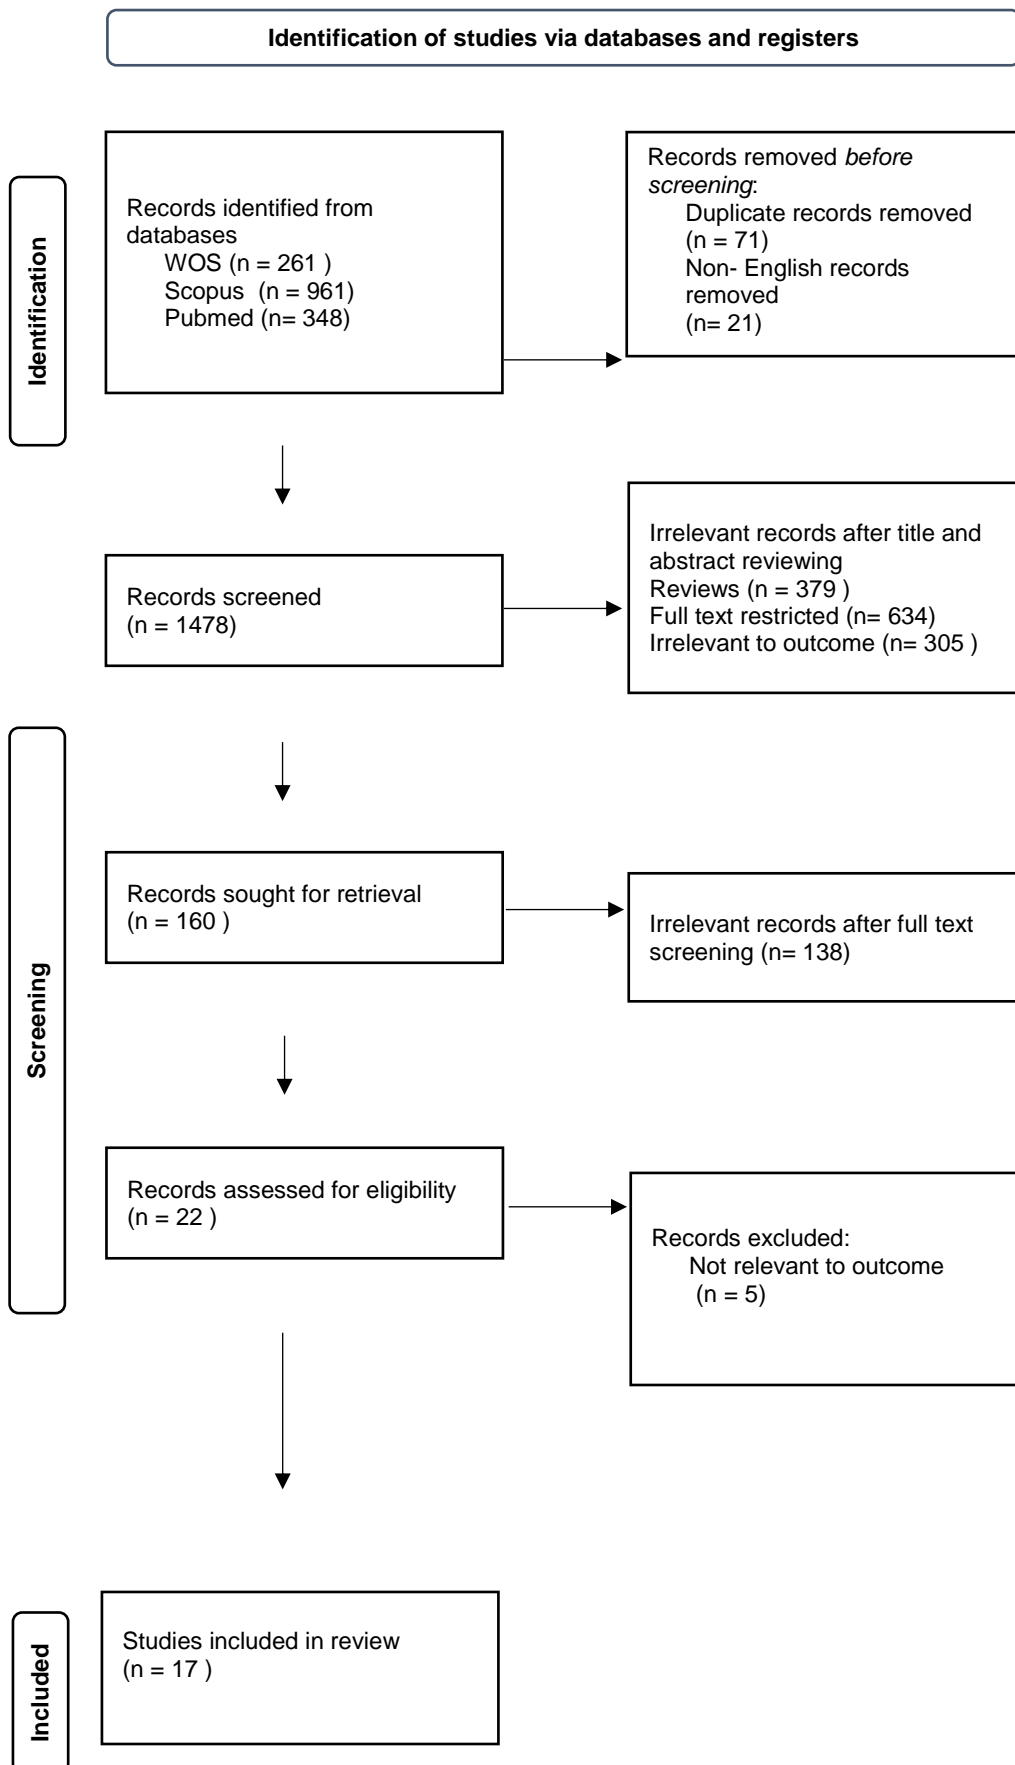 Identification of studies via databases and registers
Identification
Records identified from
databases
WOS (n = 261 )
Scopus  (n = 961)
Pubmed (n= 348)
Records removed before
screening:
Duplicate records removed
(n = 71)
Non- English records
removed
(n= 21)
Records screened
(n = 1478)
Irrelevant records after title and
abstract reviewing
Reviews (n = 379 )
Full text restricted (n= 634)
Irrelevant to outcome (n= 305 )
Screening
Records sought for retrieval
(n = 160 )
Irrelevant records after full text
screening (n= 138)
Records assessed for eligibility
(n = 22 )
Records excluded:
Not relevant to outcome
(n = 5)
Included
Studies included in review
(n = 17 )